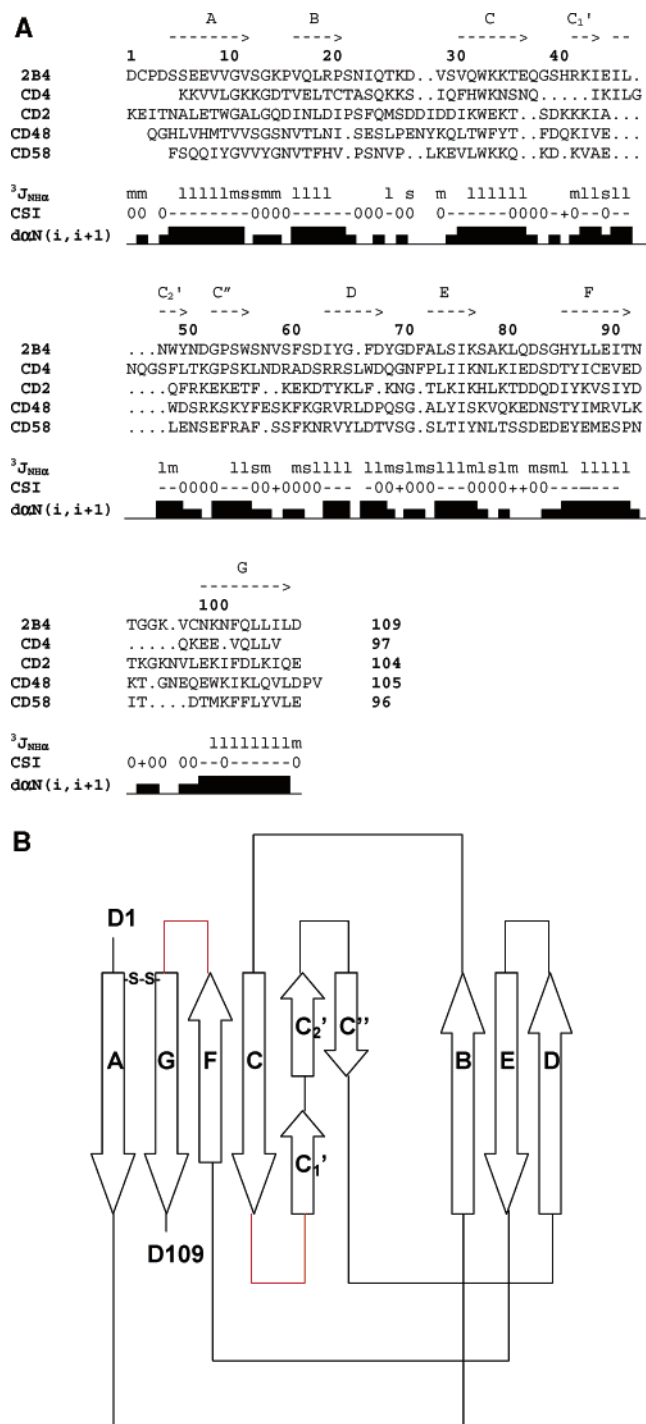 A
A B C C₁'
-------> -----> -------> ---> -->
1 10 20 30 40
2B4 DCPDSSEEVVGVSGKPVQLRPSNIQTKD..VSVQWKKTEQGSHRKIEIL.
CD4 KKVVLGKKGDTVELTCTASQKKS..IQFHWKNSNQ.....IKILG
CD2 KEITNALETWGALGQDINLDIPSFQMSDDIDDIKWEKT..SDKKKIA...
CD48 QGHLVHMTVVSGSNVTLNI.SESLPENYKQLTWFYT..FDQKIVE...
CD58 FSQQIYGVVYGNVTFHV.PSNVP..LKEVLWKKQ..KD.KVAE...
³JNHα mm lllllmssmm llll l s m llllll mllsll
CSI 00 0---------0000-------000-00 0-------0000-+0--0--
dαN(i,i+1)
C₂' C″ D E F
---> ----> ------> -----> ------->
50 60 70 80 90
2B4 ...NWYNDGPSWSNVSFSDIYG.FDYGDFALSIKSAKLQDSGHYLLEITN
CD4 NQGSFLTKGPSKLNDRADSRRSLWDQGNFPLIIKNLKIEDSDTYICEVED
CD2 ....QFRKEKETF..KEKDTYKLF.KNG.TLKIKHLKTDDQDIYKVSIYD
CD48 ....WDSRKSKYFESKFKGRVRLDPQSG.ALYISKVQKEDNSTYIMRVLK
CD58 ....LENSEFRAF.SSFKNRVYLDTVSG.SLTIYNLTSSDEDEYEMESPN
³JNHα lm llsm msllll llmslmslllmlslm msml lllll
CSI ---0000----00--+0000---- --00+000------00--++00--------
dαN(i,i+1)
G
-------->
100
2B4 TGGK.VCNKNFQLLILD 109
CD4 .....QKEE.VQLLV 97
CD2 TKGKNVLEKIFDLKIQE 104
CD48 KT.GNEQEWKIKLQVLDPV 105
CD58 IT....DTMKFFLYVLE 96
³JNHα llllllllm
CSI 0+00 00--0------0
dαN(i,i+1)
B
D1
-S-S-
A G F C C₂' C'' B E D
C₁'
D109